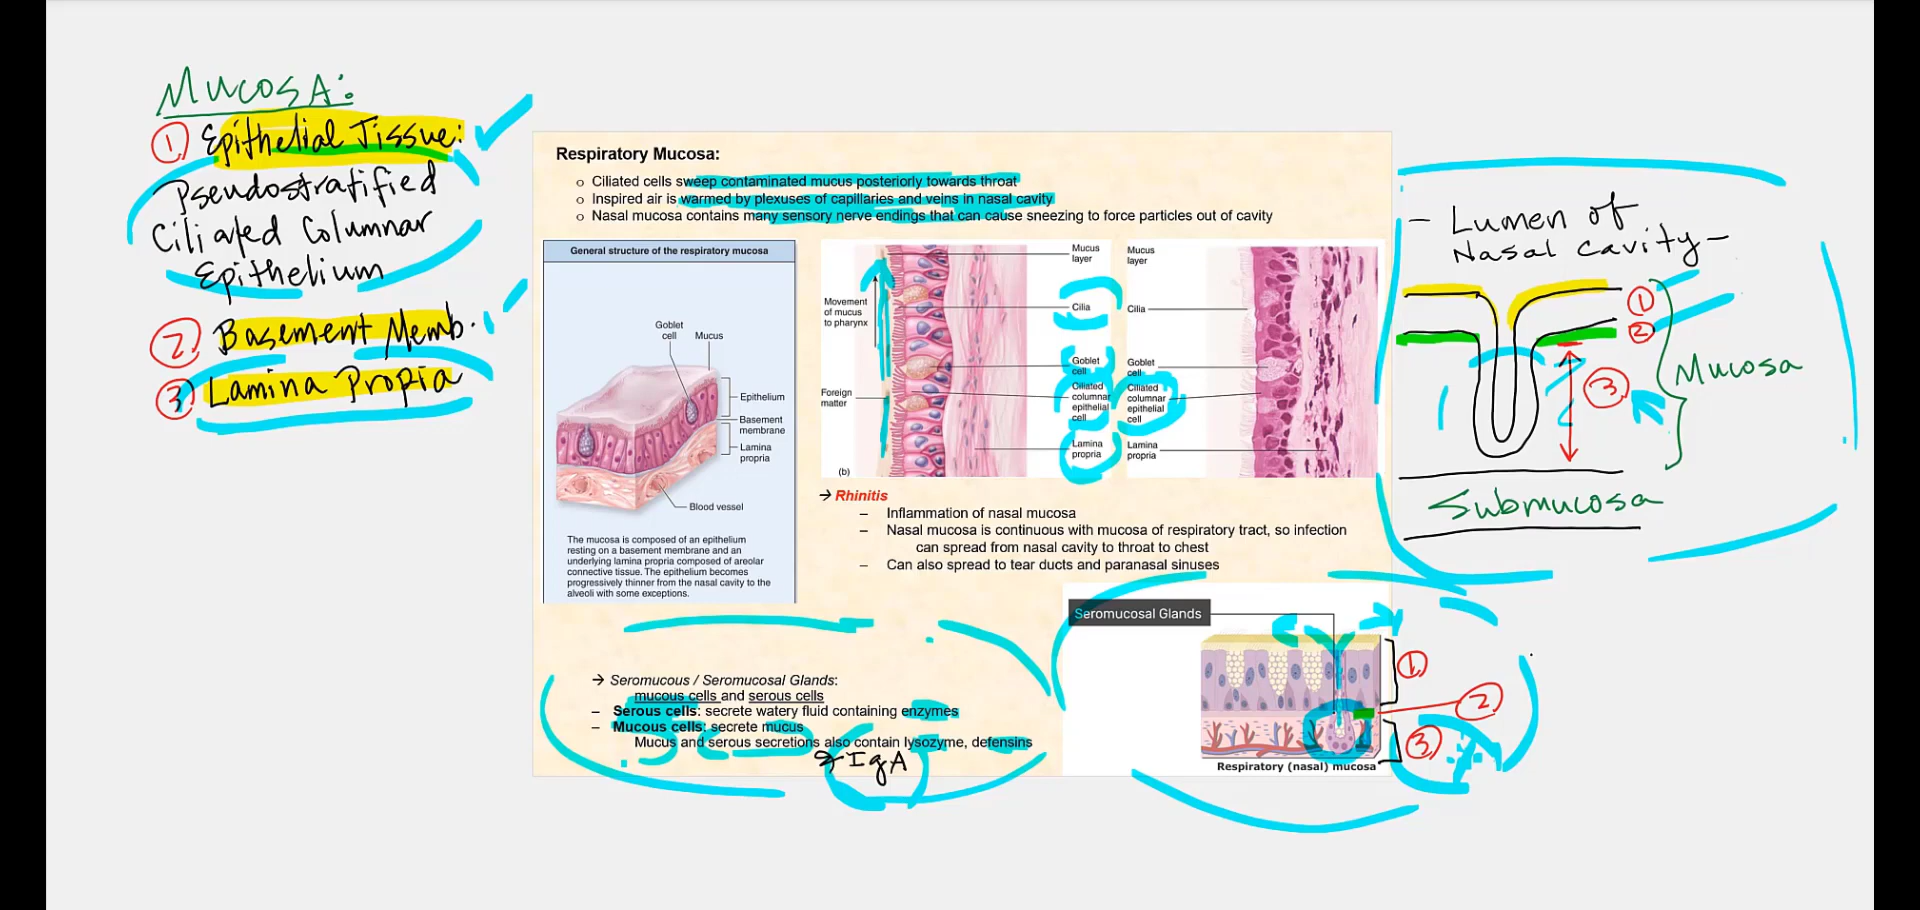 MUCOSA:
① Epithelial Tissue:
Pseudostratified
Ciliated Columnar
Epithelium
② Basement Memb.
③ Lamina Propria
Respiratory Mucosa:
o Ciliated cells sweep contaminated mucus posteriorly towards throat
o Inspired air is warmed by plexuses of capillaries and veins in nasal cavity
o Nasal mucosa contains many sensory nerve endings that can cause sneezing to force particles out of cavity
General structure of the respiratory mucosa
Goblet
cell
Mucus
Epithelium
Basement
membrane
Lamina
propria
Blood vessel
The mucosa is composed of an epithelium
resting on a basement membrane and an
underlying lamina propria composed of areolar
connective tissue. The epithelium becomes
progressively thinner from the nasal cavity to the
alveoli with some exceptions.
Movement
of mucus
to pharynx
Foreign
matter
(b)
Mucus
layer
Cilia
Goblet
cell
Ciliated
columnar
epithelial
cell
Lamina
propria
Mucus
layer
Cilia
Goblet
cell
Ciliated
columnar
epithelial
cell
Lamina
propria
→ Rhinitis
– Inflammation of nasal mucosa
– Nasal mucosa is continuous with mucosa of respiratory tract, so infection
can spread from nasal cavity to throat to chest
– Can also spread to tear ducts and paranasal sinuses
→ Seromucous / Seromucosal Glands:
mucous cells and serous cells
– Serous cells: secrete watery fluid containing enzymes
– Mucous cells: secrete mucus
Mucus and serous secretions also contain lysozyme, defensins
& IgA
Seromucosal Glands
①
②
③
Respiratory (nasal) mucosa
– Lumen of
Nasal cavity –
①
②
③
Mucosa
Submucosa